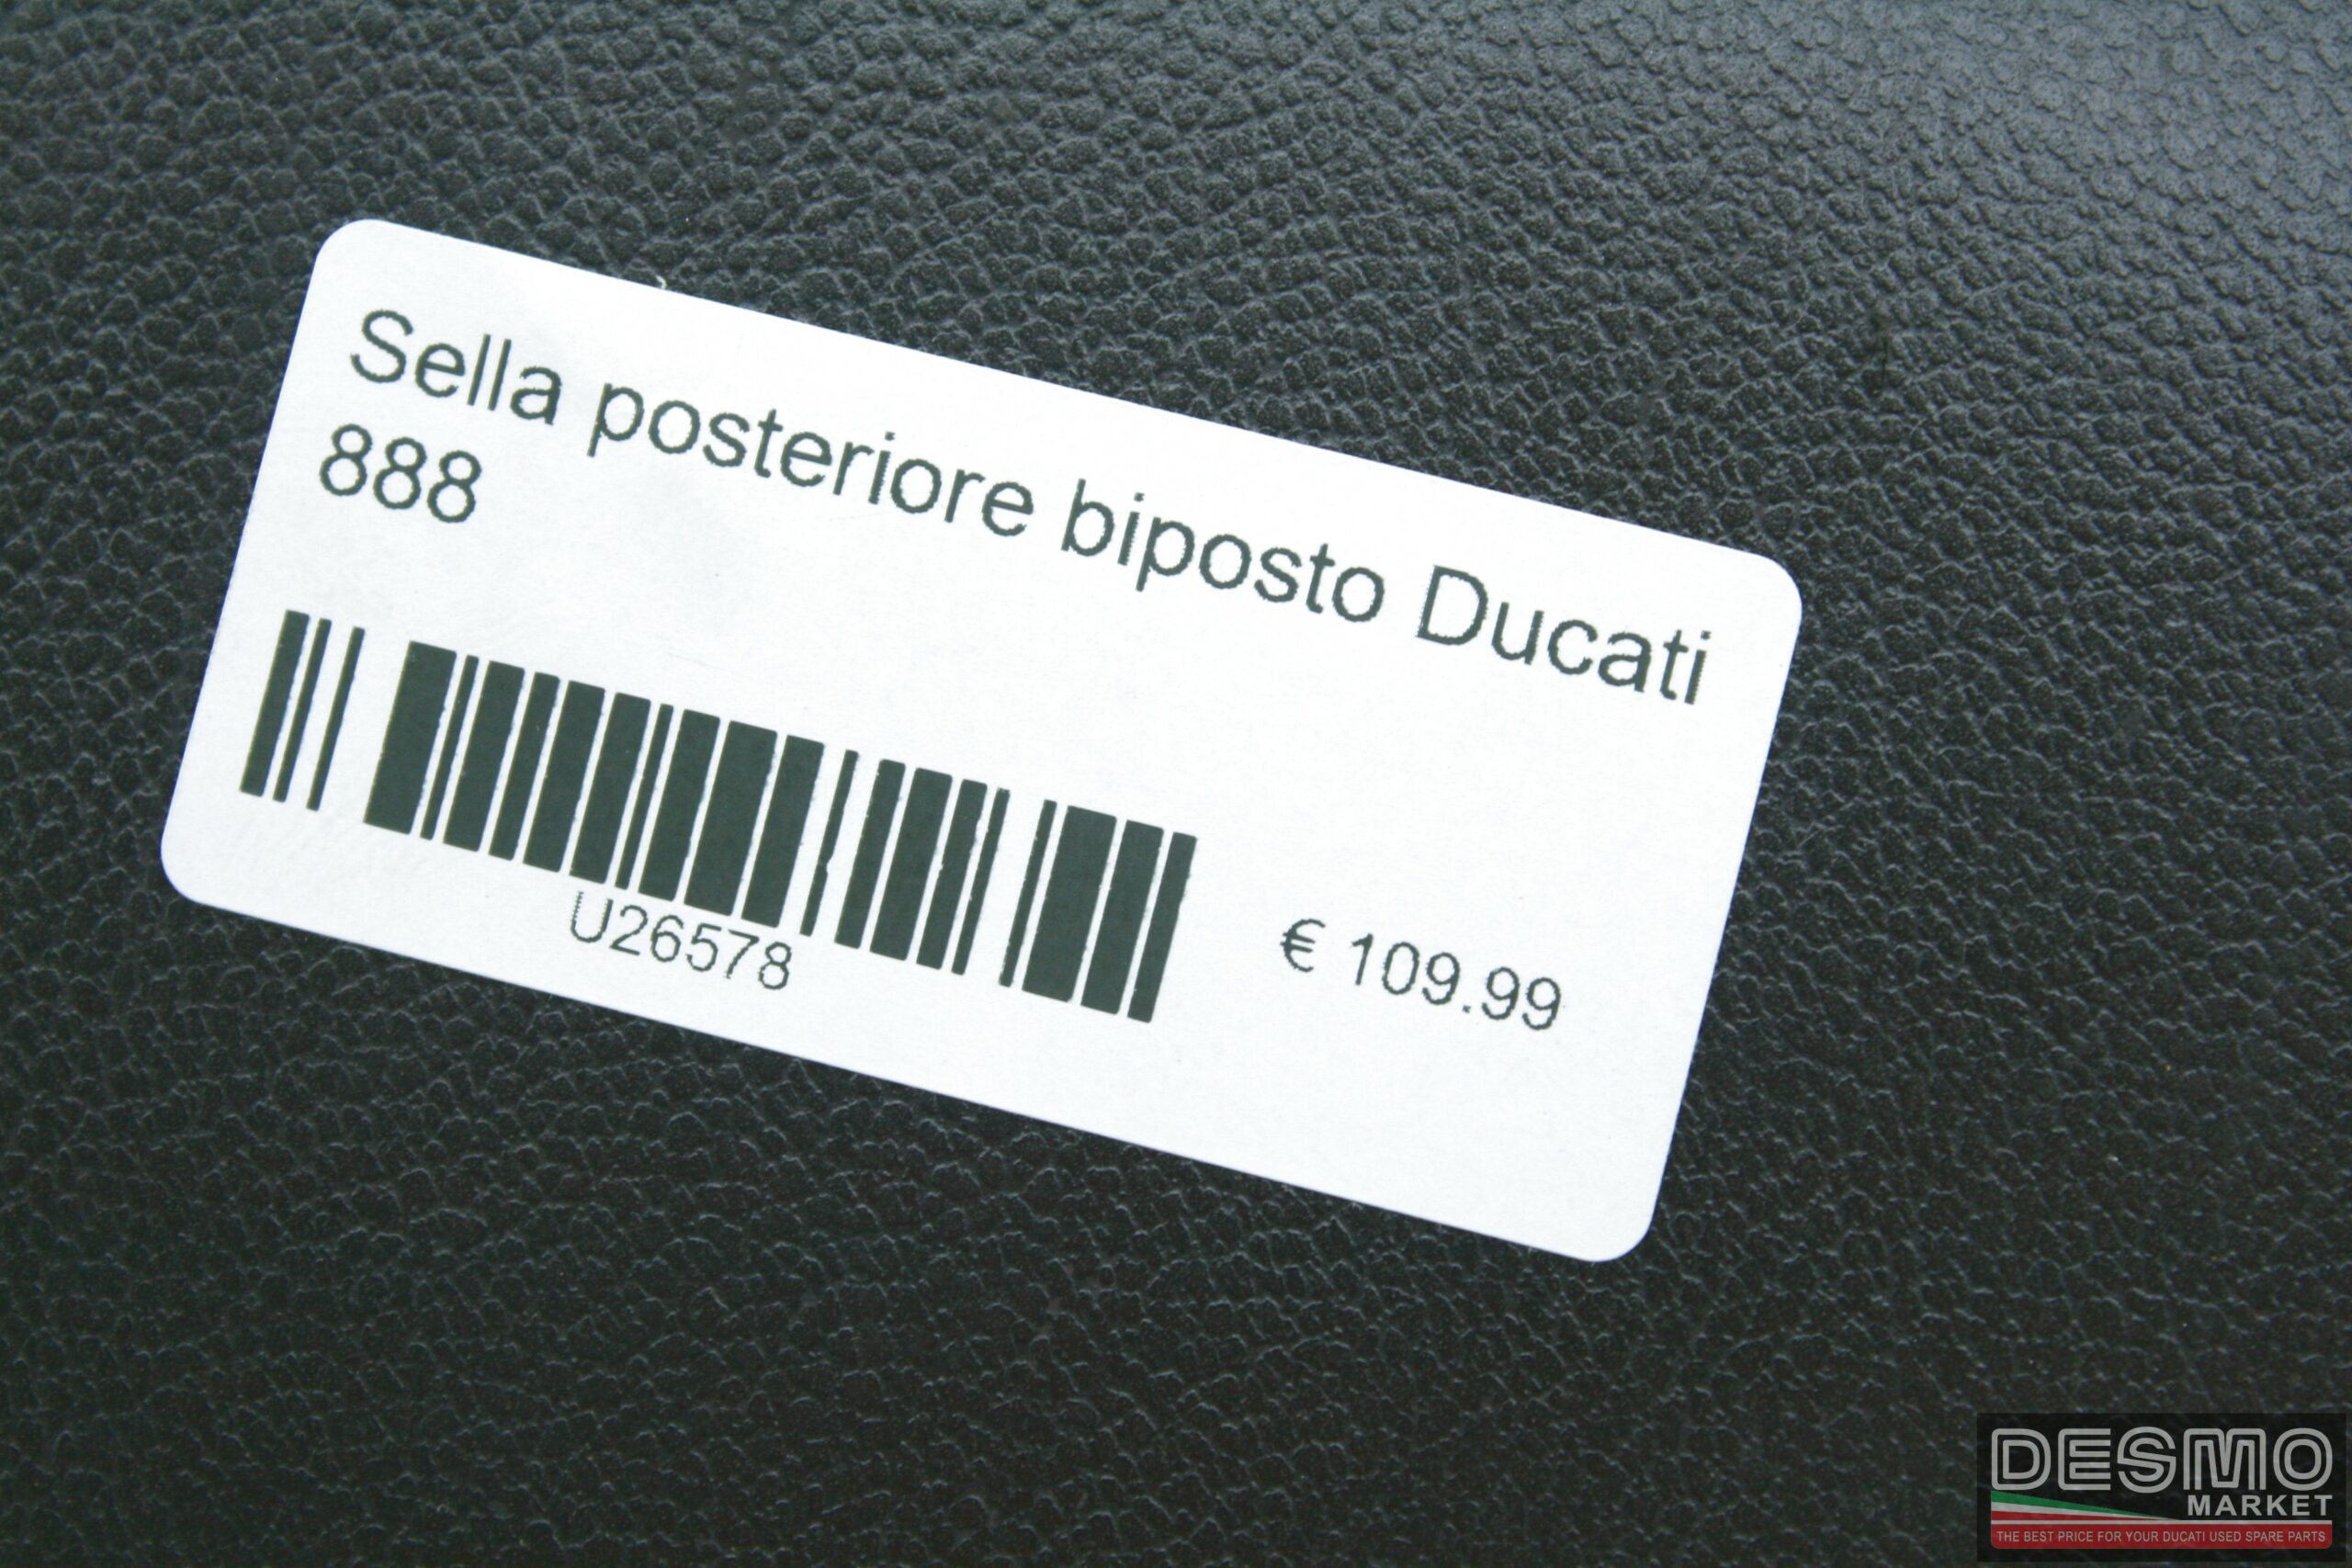 Sella posteriore biposto Ducati
888
U26578
€ 109.99
DESMO
MARKET
THE BEST PRICE FOR YOUR DUCATI USED SPARE PARTS